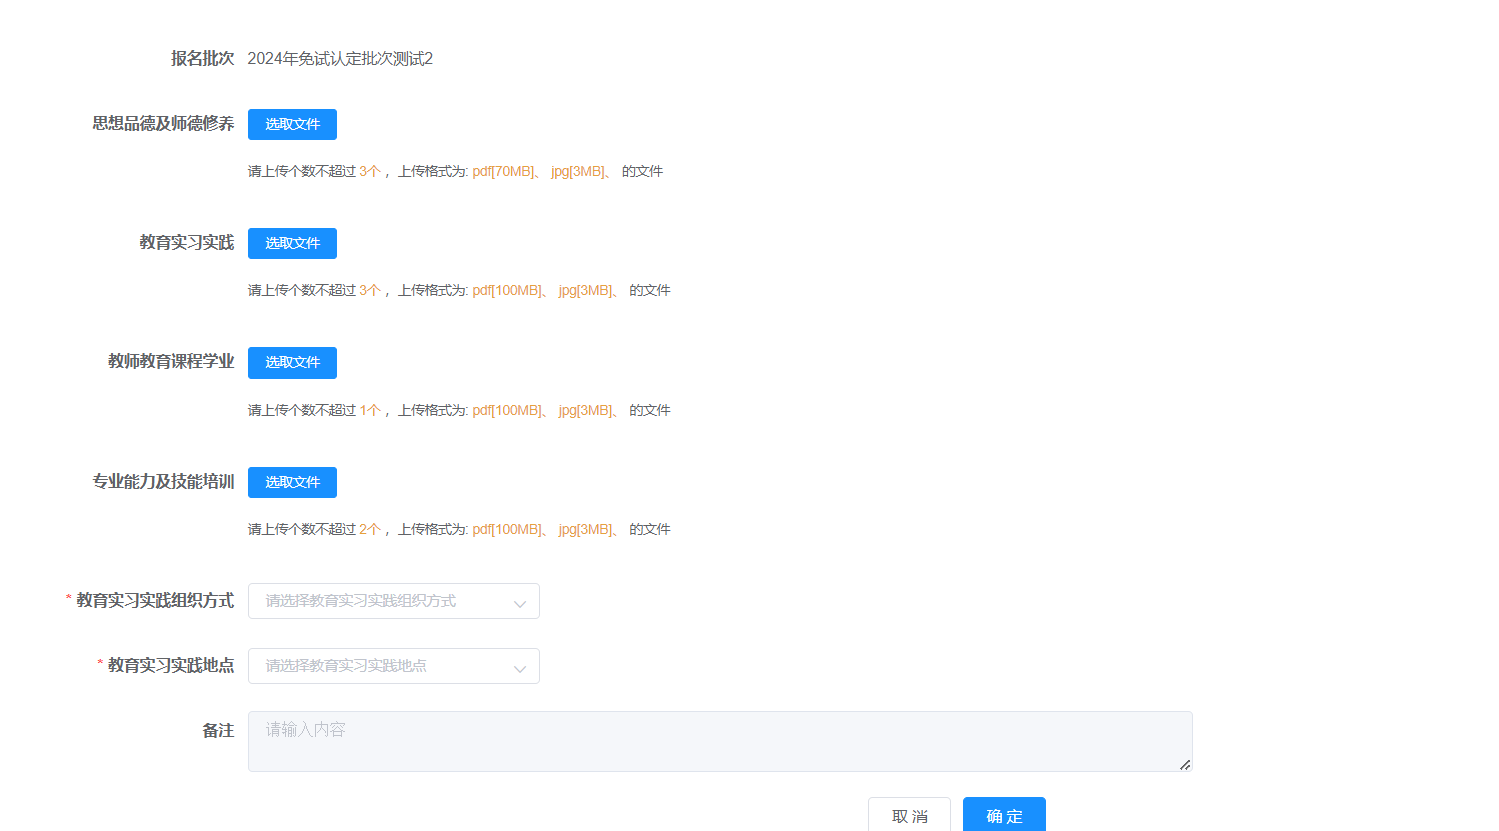 报名批次 2024年免试认定批次测试2
思想品德及师德修养 选取文件
请上传个数不超过 3个 ，上传格式为: pdf[70MB]、 jpg[3MB]、 的文件
教育实习实践 选取文件
请上传个数不超过 3个 ，上传格式为: pdf[100MB]、 jpg[3MB]、 的文件
教师教育课程学业 选取文件
请上传个数不超过 1个 ，上传格式为: pdf[100MB]、 jpg[3MB]、 的文件
专业能力及技能培训 选取文件
请上传个数不超过 2个 ，上传格式为: pdf[100MB]、 jpg[3MB]、 的文件
* 教育实习实践组织方式 请选择教育实习实践组织方式
* 教育实习实践地点 请选择教育实习实践地点
备注 请输入内容
取 消 确 定